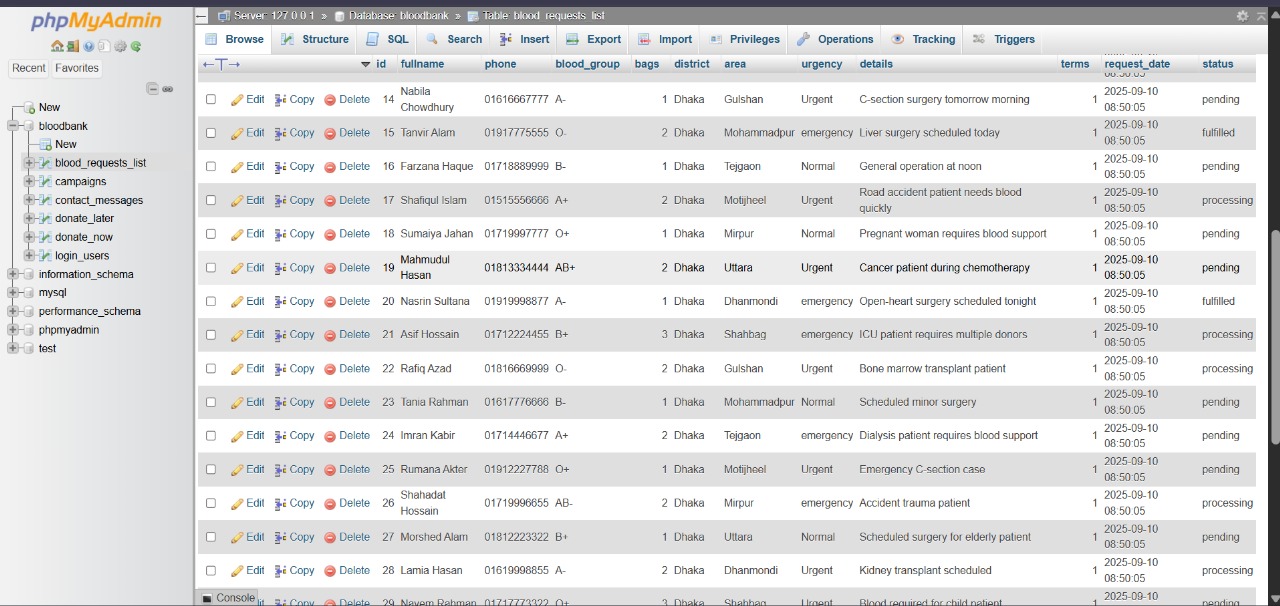 phpMyAdmin
Recent Favorites
New
bloodbank
New
blood_requests_list
campaigns
contact_messages
donate_later
donate_now
login_users
information_schema
mysql
performance_schema
phpmyadmin
test
Server: 127.0.0.1 » Database: bloodbank » Table: blood_requests_list
Browse Structure SQL Search Insert Export Import Privileges Operations Tracking Triggers
id fullname phone blood_group bags district area urgency details terms request_date status
08:50:05
Edit Copy Delete 14 Nabila Chowdhury 01616667777 A- 1 Dhaka Gulshan Urgent C-section surgery tomorrow morning 1 2025-09-10 08:50:05 pending
Edit Copy Delete 15 Tanvir Alam 01917775555 O- 2 Dhaka Mohammadpur emergency Liver surgery scheduled today 1 2025-09-10 08:50:05 fulfilled
Edit Copy Delete 16 Farzana Haque 01718889999 B- 1 Dhaka Tejgaon Normal General operation at noon 1 2025-09-10 08:50:05 pending
Edit Copy Delete 17 Shafiqul Islam 01515556666 A+ 2 Dhaka Motijheel Urgent Road accident patient needs blood quickly 1 2025-09-10 08:50:05 processing
Edit Copy Delete 18 Sumaiya Jahan 01719997777 O+ 1 Dhaka Mirpur Normal Pregnant woman requires blood support 1 2025-09-10 08:50:05 pending
Edit Copy Delete 19 Mahmudul Hasan 01813334444 AB+ 2 Dhaka Uttara Urgent Cancer patient during chemotherapy 1 2025-09-10 08:50:05 pending
Edit Copy Delete 20 Nasrin Sultana 01919998877 A- 1 Dhaka Dhanmondi emergency Open-heart surgery scheduled tonight 1 2025-09-10 08:50:05 fulfilled
Edit Copy Delete 21 Asif Hossain 01712224455 B+ 3 Dhaka Shahbag emergency ICU patient requires multiple donors 1 2025-09-10 08:50:05 processing
Edit Copy Delete 22 Rafiq Azad 01816669999 O- 2 Dhaka Gulshan Urgent Bone marrow transplant patient 1 2025-09-10 08:50:05 processing
Edit Copy Delete 23 Tania Rahman 01617776666 B- 1 Dhaka Mohammadpur Normal Scheduled minor surgery 1 2025-09-10 08:50:05 pending
Edit Copy Delete 24 Imran Kabir 01714446677 A+ 2 Dhaka Tejgaon emergency Dialysis patient requires blood support 1 2025-09-10 08:50:05 pending
Edit Copy Delete 25 Rumana Akter 01912227788 O+ 1 Dhaka Motijheel Urgent Emergency C-section case 1 2025-09-10 08:50:05 pending
Edit Copy Delete 26 Shahadat Hossain 01719996655 AB- 2 Dhaka Mirpur emergency Accident trauma patient 1 2025-09-10 08:50:05 processing
Edit Copy Delete 27 Morshed Alam 01812223322 B+ 1 Dhaka Uttara Normal Scheduled surgery for elderly patient 1 2025-09-10 08:50:05 pending
Edit Copy Delete 28 Lamia Hasan 01619998855 A- 2 Dhaka Dhanmondi Urgent Kidney transplant scheduled 1 2025-09-10 08:50:05 processing
Console Edit Copy Delete 29 Nayem Rahman 01717773322 O+ 3 Dhaka Shahbag Urgent Blood required for child patient 1 2025-09-10 pending